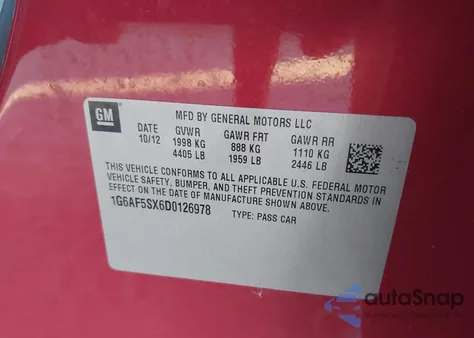 GM
MFD BY GENERAL MOTORS LLC
DATE GVWR GAWR FRT GAWR RR
10/12 1998 KG 888 KG 1110 KG
4405 LB 1959 LB 2446 LB
THIS VEHICLE CONFORMS TO ALL APPLICABLE U.S. FEDERAL MOTOR
VEHICLE SAFETY, BUMPER, AND THEFT PREVENTION STANDARDS IN
EFFECT ON THE DATE OF MANUFACTURE SHOWN ABOVE.
1G6AF5SX6D0126978 TYPE: PASS CAR
autoSnap